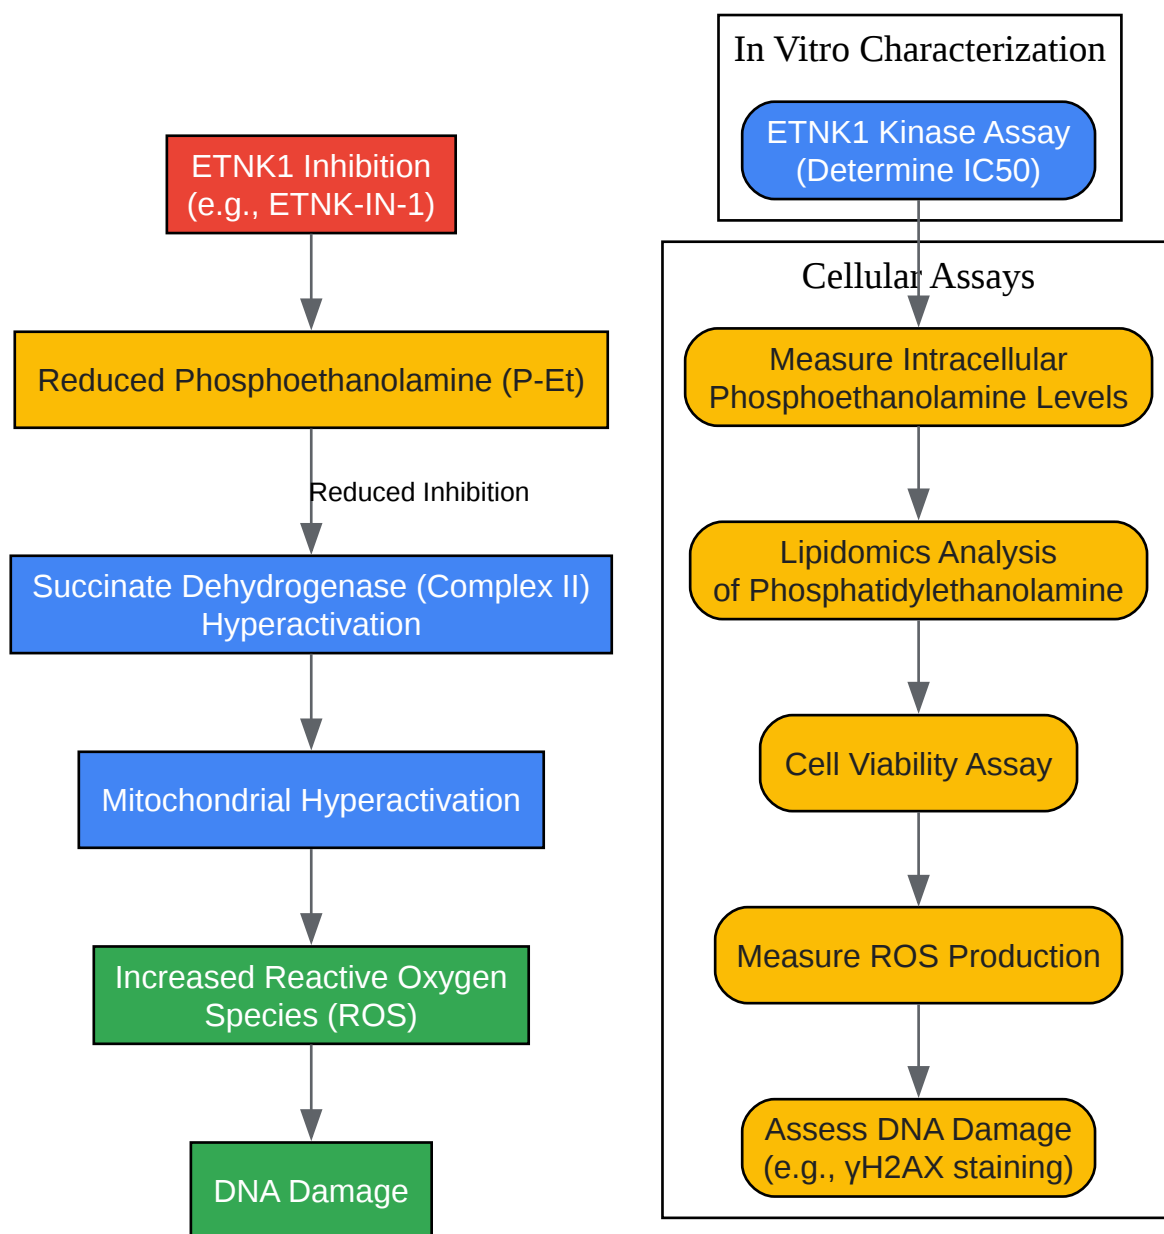 ETNK1 Inhibition
(e.g., ETNK-IN-1)
Reduced Phosphoethanolamine (P-Et)
Reduced Inhibition
Succinate Dehydrogenase (Complex II)
Hyperactivation
Mitochondrial Hyperactivation
Increased Reactive Oxygen
Species (ROS)
DNA Damage
In Vitro Characterization
ETNK1 Kinase Assay
(Determine IC50)
Cellular Assays
Measure Intracellular
Phosphoethanolamine Levels
Lipidomics Analysis
of Phosphatidylethanolamine
Cell Viability Assay
Measure ROS Production
Assess DNA Damage
(e.g., γH2AX staining)